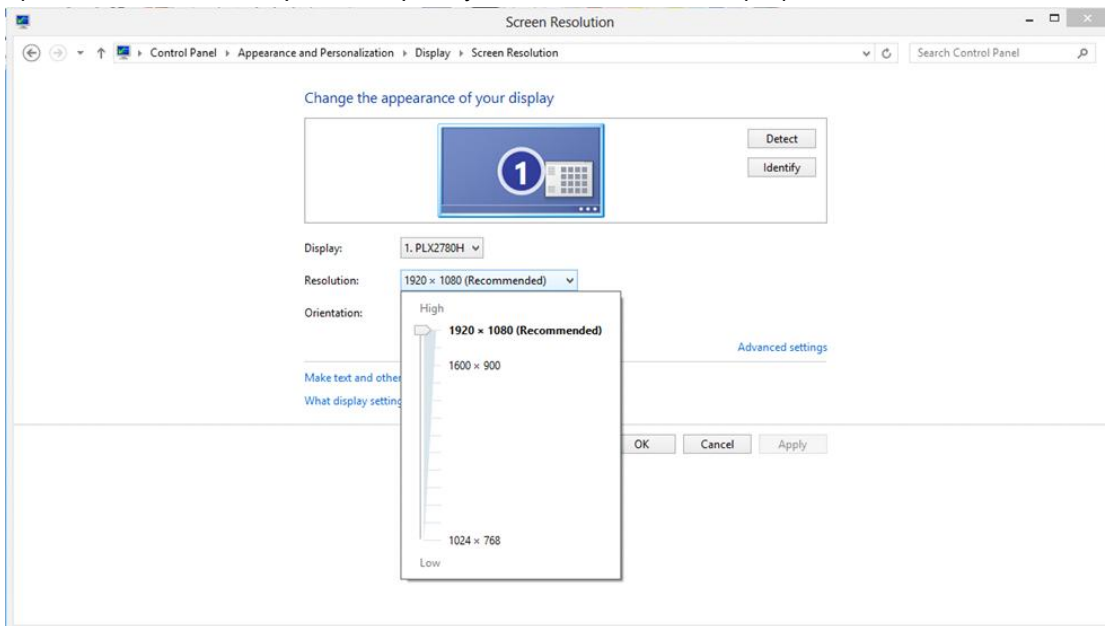 Screen Resolution
Control Panel Appearance and Personalization Display Screen Resolution
Search Control Panel
Change the appearance of your display
1
Detect
Identify
Display: 1. PLX2780H
Resolution: 1920 × 1080 (Recommended)
Orientation:
High
1920 × 1080 (Recommended)
1600 × 900
1024 × 768
Low
Advanced settings
Make text and other
What display setting
OK Cancel Apply